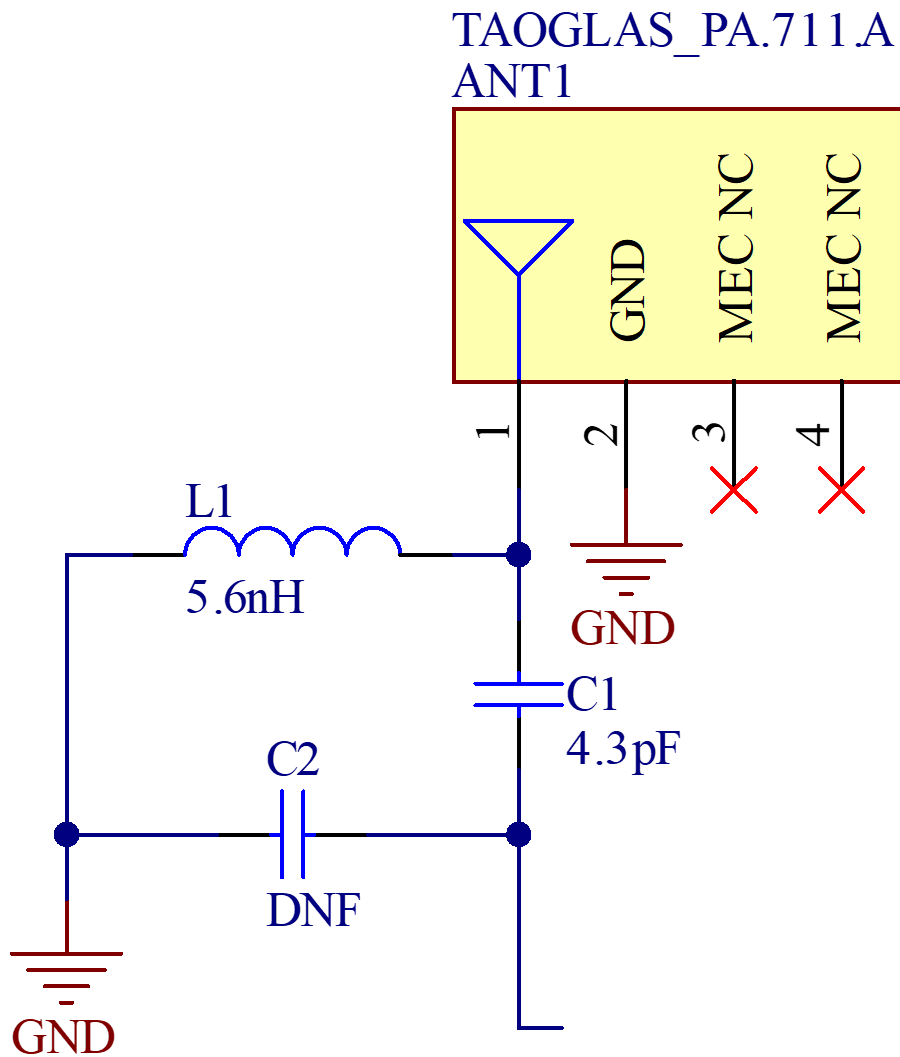 TAOGLAS_PA.711.A
ANT1
GND
MEC NC
MEC NC
1
2
3
4
L1
5.6nH
GND
C1
4.3pF
C2
DNF
GND